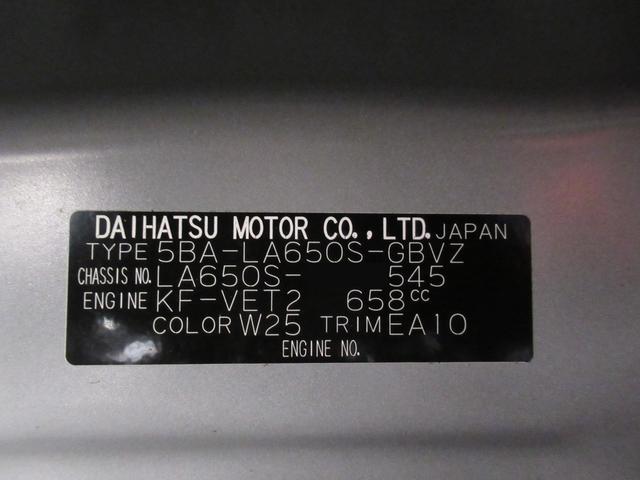 DAIHATSU MOTOR CO., LTD. JAPAN
TYPE 5BA-LA650S-GBVZ
CHASSIS NO. LA650S- 545
ENGINE KF-VET2 658cc
COLOR W25 TRIM EA10
ENGINE NO.